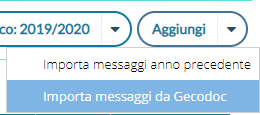 co: 2019/2020 Aggiungi
Importa messaggi anno precedente
Importa messaggi da Gecodoc